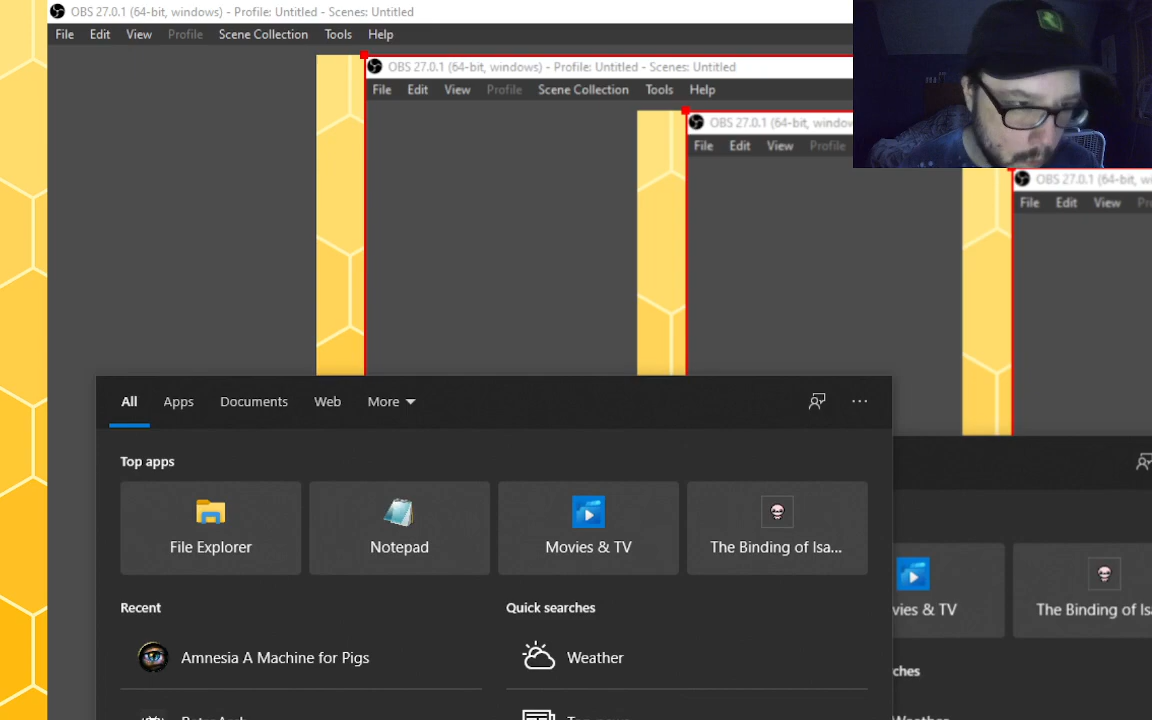 OBS 27.0.1 (64-bit, windows) - Profile: Untitled - Scenes: Untitled
File Edit View Profile Scene Collection Tools Help
OBS 27.0.1 (64-bit, windows) - Profile: Untitled - Scenes: Untitled
File Edit View Profile Scene Collection Tools Help
OBS 27.0.1 (64-bit, window
File Edit View Profile
OBS 27.0.1 (64-bit, wi
File Edit View Pr
All Apps Documents Web More
Top apps
File Explorer Notepad Movies & TV The Binding of Isa...
vies & TV The Binding of Isa
Recent Quick searches
Amnesia A Machine for Pigs Weather
ches